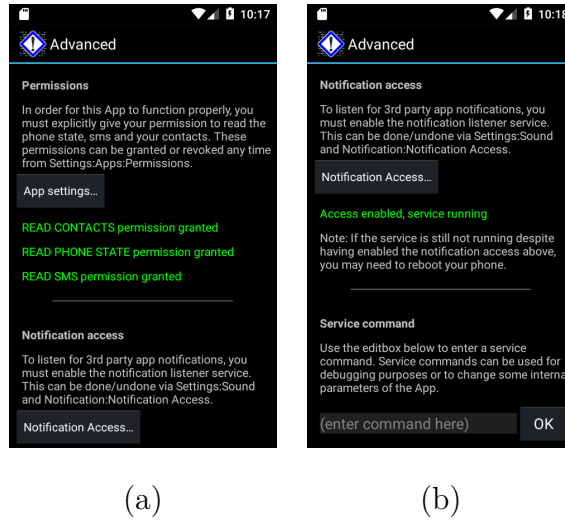 10:17
Advanced
Permissions
In order for this App to function properly, you
must explicitly give your permission to read the
phone state, sms and your contacts. These
permissions can be granted or revoked any time
from Settings:Apps:Permissions.
App settings...
READ CONTACTS permission granted
READ PHONE STATE permission granted
READ SMS permission granted
Notification access
To listen for 3rd party app notifications, you
must enable the notification listener service.
This can be done/undone via Settings:Sound
and Notification:Notification Access.
Notification Access...
(a)
10:18
Advanced
Notification access
To listen for 3rd party app notifications, you
must enable the notification listener service.
This can be done/undone via Settings:Sound
and Notification:Notification Access.
Notification Access...
Access enabled, service running
Note: If the service is still not running despite
having enabled the notification access above,
you may need to reboot your phone.
Service command
Use the editbox below to enter a service
command. Service commands can be used for
debugging purposes or to change some interna
parameters of the App.
(enter command here)
OK
(b)